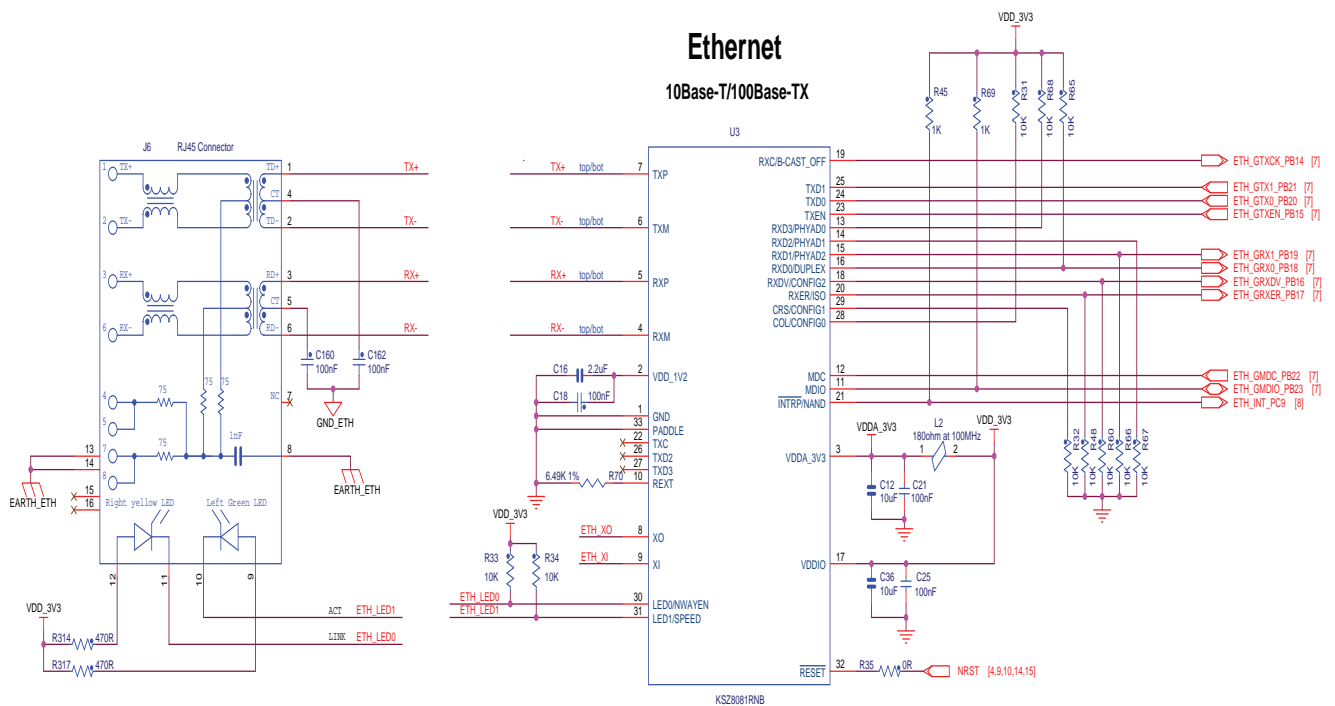 Ethernet
10Base-T/100Base-TX
VDD_3V3
R45
1K
R69
1K
R31
10K
R68
10K
R65
10K
J6 RJ45 Connector
1 TX+
2 TX-
3 RX+
6 RX-
4
5
7
8
TD+ 1
CT 4
TD- 2
RD+ 3
CT 5
RD- 6
NC 7
8
75
75
75
75
1nF
C160
100nF
C162
100nF
GND_ETH
EARTH_ETH
13
14
15
16
EARTH_ETH
Right yellow LED
Left Green LED
12
11
10
9
VDD_3V3
R314 470R
R317 470R
ACT ETH_LED1
LINK ETH_LED0
TX+
TX-
RX+
RX-
TX+ top/bot
TX- top/bot
RX+ top/bot
RX- top/bot
U3
7 TXP
6 TXM
5 RXP
4 RXM
2 VDD_1V2
1 GND
33 PADDLE
22 TXC
26 TXD2
27 TXD3
10 REXT
8 XO
9 XI
30 LED0/NWAYEN
31 LED1/SPEED
C16 2.2uF
C18 100nF
6.49K 1% R70
VDD_3V3
ETH_XO
ETH_XI
R33
10K
R34
10K
ETH_LED0
ETH_LED1
RXC/B-CAST_OFF 19
TXD1 25
TXD0 24
TXEN 23
RXD3/PHYAD0 13
RXD2/PHYAD1 14
RXD1/PHYAD2 15
RXD0/DUPLEX 16
RXDV/CONFIG2 18
RXER/ISO 20
CRS/CONFIG1 29
COL/CONFIG0 28
MDC 12
MDIO 11
INTRP/NAND 21
VDDA_3V3 3
VDDIO 17
RESET 32
KSZ8081RNB
ETH_GTXCK_PB14 [7]
ETH_GTX1_PB21 [7]
ETH_GTX0_PB20 [7]
ETH_GTXEN_PB15 [7]
ETH_GRX1_PB19 [7]
ETH_GRX0_PB18 [7]
ETH_GRXDV_PB16 [7]
ETH_GRXER_PB17 [7]
ETH_GMDC_PB22 [7]
ETH_GMDIO_PB23 [7]
ETH_INT_PC9 [8]
VDDA_3V3
L2
180ohm at 100MHz
1
2
VDD_3V3
C12
10uF
C21
100nF
C36
10uF
C25
100nF
R32
10K
R48
10K
R60
10K
R66
10K
R67
10K
R35 0R
NRST [4,9,10,14,15]